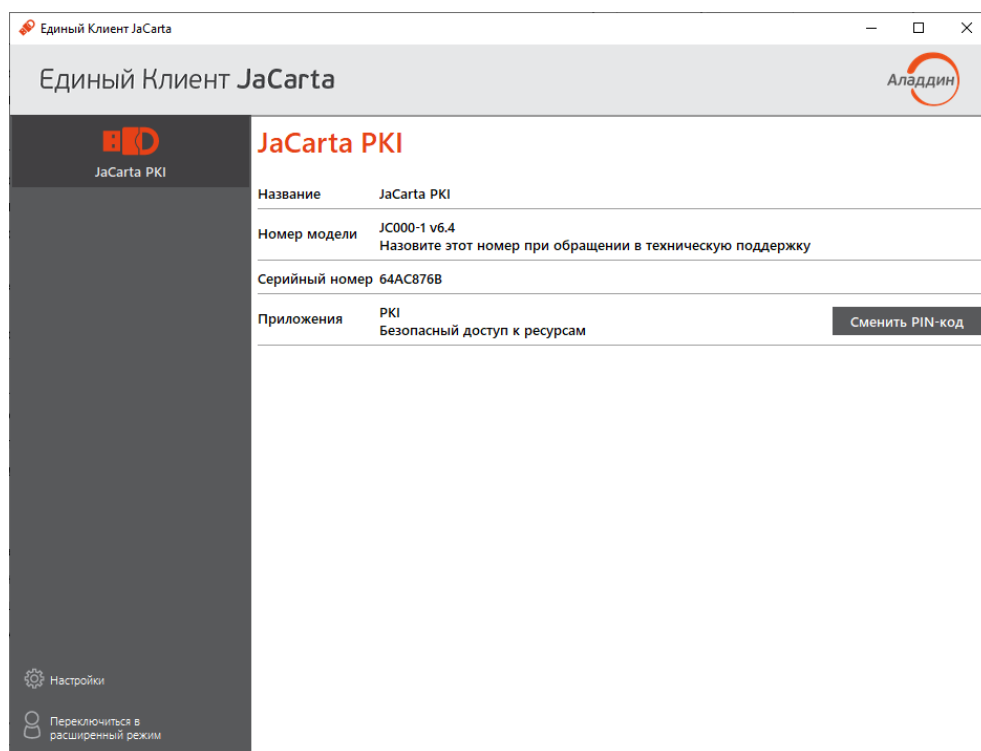 Единый Клиент JaCarta
Единый Клиент JaCarta
Аладдин
JaCarta PKI
JaCarta PKI
Название JaCarta PKI
Номер модели JC000-1 v6.4
Назовите этот номер при обращении в техническую поддержку
Серийный номер 64AC876B
Приложения PKI
Безопасный доступ к ресурсам
Сменить PIN-код
Настройки
Переключиться в
расширенный режим